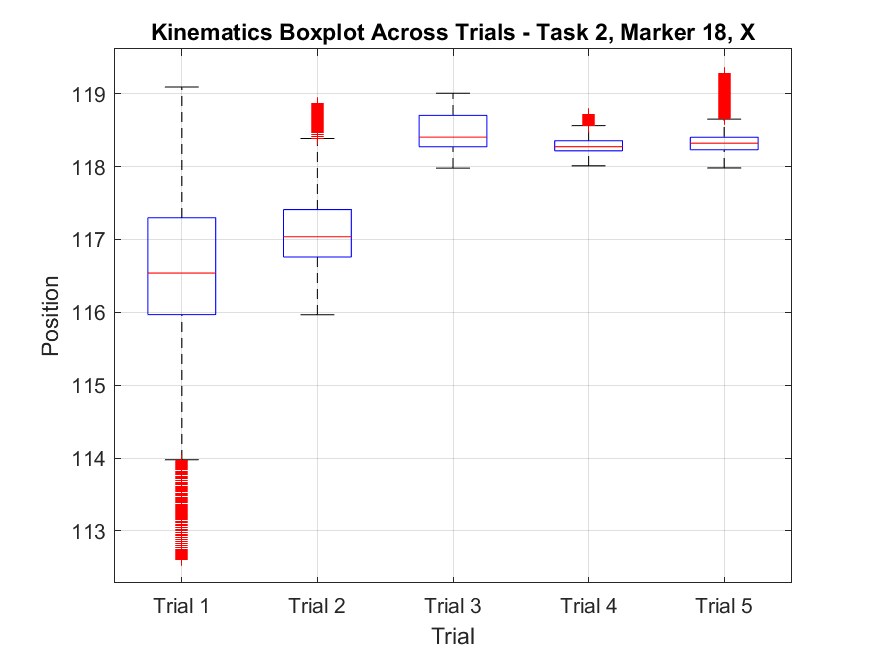 Kinematics Boxplot Across Trials - Task 2, Marker 18, X
119
118
117
116
115
114
113
Position
Trial 1 Trial 2 Trial 3 Trial 4 Trial 5
Trial